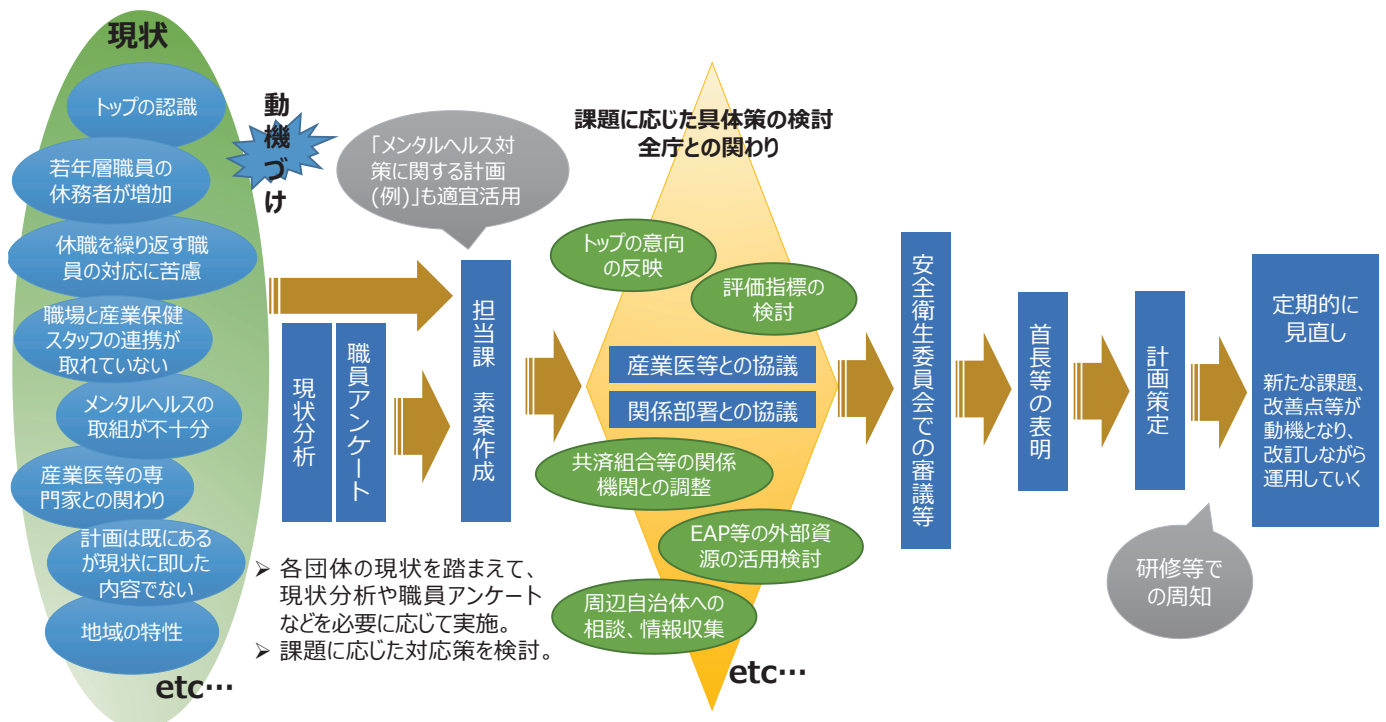 現状
トップの認識
若年層職員の
休務者が増加
休職を繰り返す職
員の対応に苦慮
職場と産業保健
スタッフの連携が
取れていない
メンタルヘルスの
取組が不十分
産業医等の専
門家との関わり
計画は既にある
が現状に即した
内容でない
地域の特性
etc…
動機づけ
「メンタルヘルス対
策に関する計画
(例)」も適宜活用
現状分析
職員アンケート
担当課 素案作成
➢ 各団体の現状を踏まえて、
現状分析や職員アンケート
などを必要に応じて実施。
➢ 課題に応じた対応策を検討。
課題に応じた具体策の検討
全庁との関わり
トップの意向
の反映
評価指標の
検討
産業医等との協議
関係部署との協議
共済組合等の関係
機関との調整
EAP等の外部資
源の活用検討
周辺自治体への
相談、情報収集
etc…
安全衛生委員会での審議等
首長等の表明
計画策定
研修等で
の周知
定期的に
見直し
新たな課題、
改善点等が
動機となり、
改訂しながら
運用していく